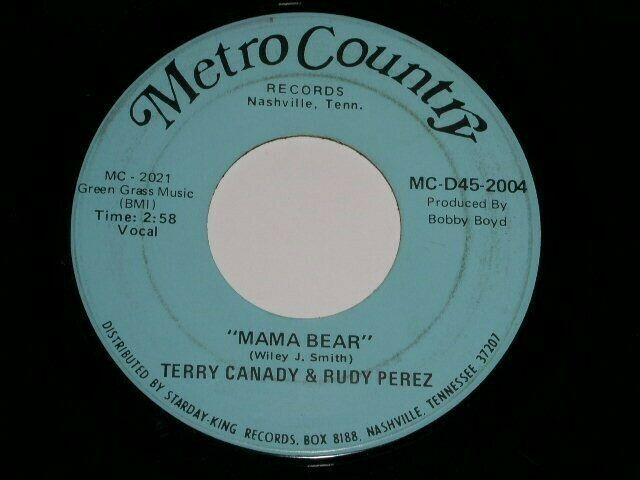 Metro Country
RECORDS
Nashville, Tenn.
MC - 2021
Green Grass Music
(BMI)
Time: 2:58
Vocal
MC-D45-2004
Produced By
Bobby Boyd
"MAMA BEAR"
(Wiley J. Smith)
TERRY CANADY & RUDY PEREZ
DISTRIBUTED BY STARDAY-KING RECORDS, BOX 8188, NASHVILLE, TENNESSEE 37207